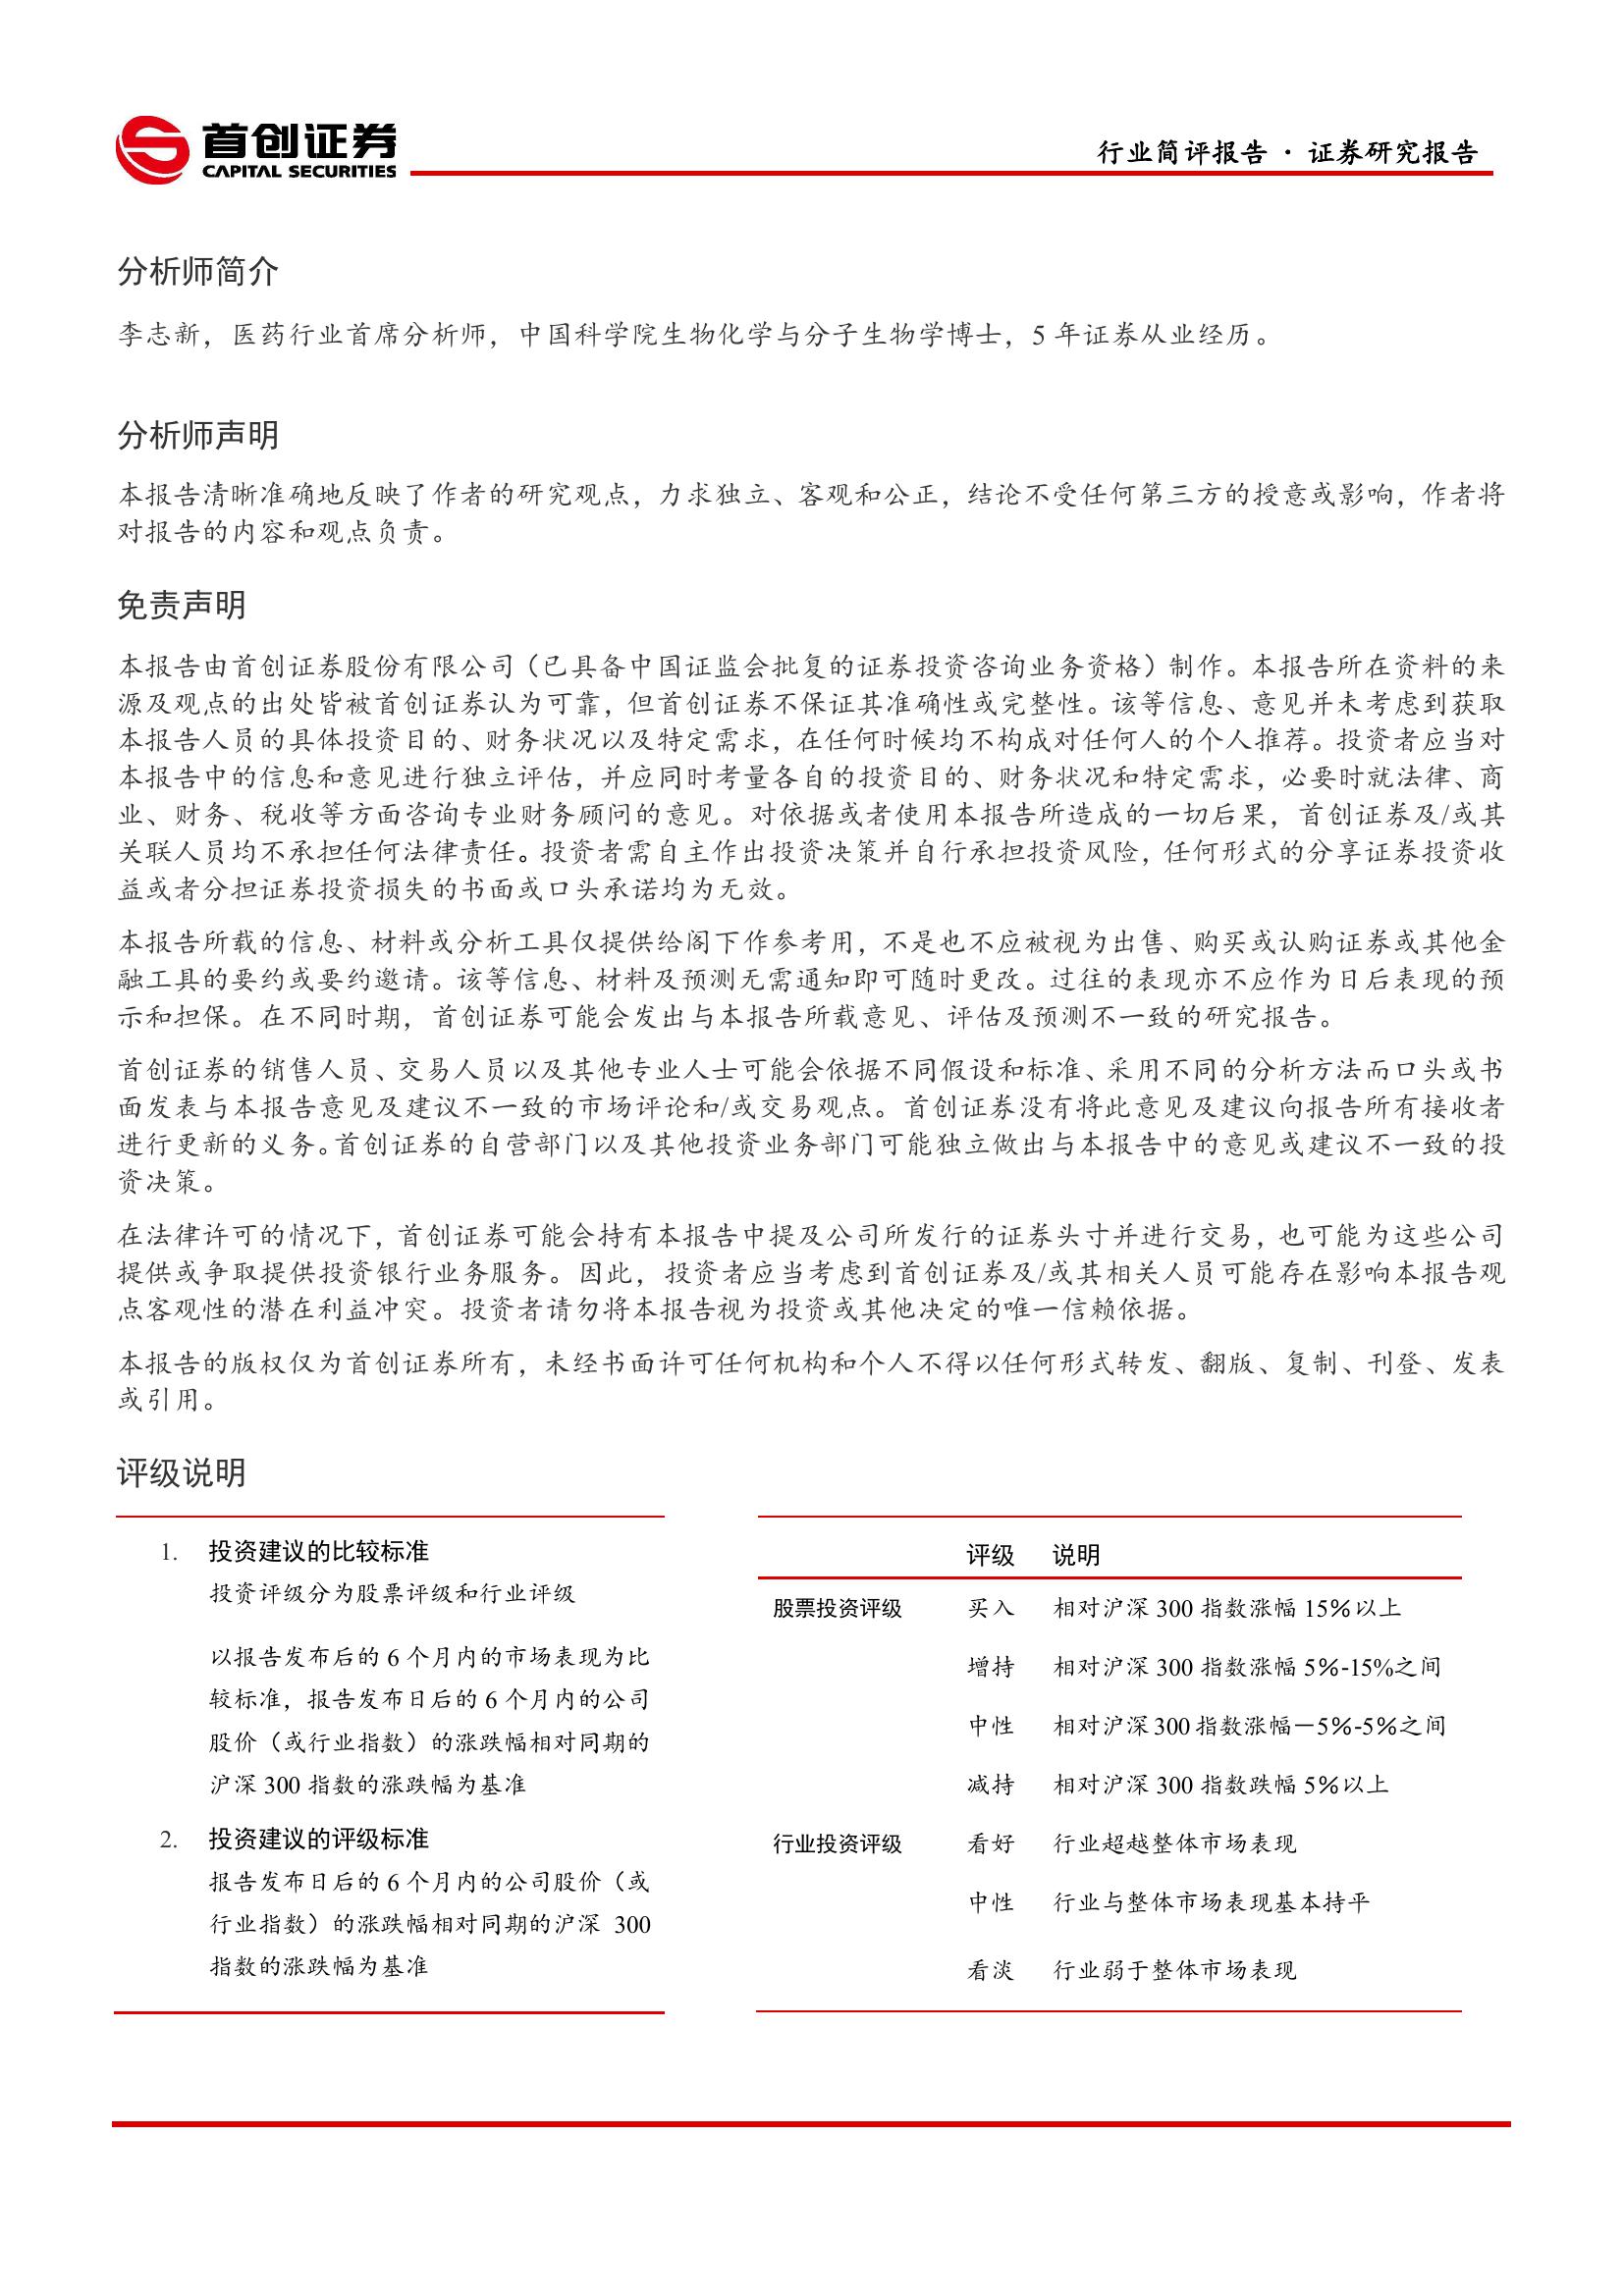 首创证券
CAPITAL SECURITIES
行业简评报告 · 证券研究报告
分析师简介
李志新，医药行业首席分析师，中国科学院生物化学与分子生物学博士，5 年证券从业经历。
分析师声明
本报告清晰准确地反映了作者的研究观点，力求独立、客观和公正，结论不受任何第三方的授意或影响，作者将
对报告的内容和观点负责。
免责声明
本报告由首创证券股份有限公司（已具备中国证监会批复的证券投资咨询业务资格）制作。本报告所在资料的来
源及观点的出处皆被首创证券认为可靠，但首创证券不保证其准确性或完整性。该等信息、意见并未考虑到获取
本报告人员的具体投资目的、财务状况以及特定需求，在任何时候均不构成对任何人的个人推荐。投资者应当对
本报告中的信息和意见进行独立评估，并应同时考量各自的投资目的、财务状况和特定需求，必要时就法律、商
业、财务、税收等方面咨询专业财务顾问的意见。对依据或者使用本报告所造成的一切后果，首创证券及/或其
关联人员均不承担任何法律责任。投资者需自主作出投资决策并自行承担投资风险，任何形式的分享证券投资收
益或者分担证券投资损失的书面或口头承诺均为无效。
本报告所载的信息、材料或分析工具仅提供给阁下作参考用，不是也不应被视为出售、购买或认购证券或其他金
融工具的要约或要约邀请。该等信息、材料及预测无需通知即可随时更改。过往的表现亦不应作为日后表现的预
示和担保。在不同时期，首创证券可能会发出与本报告所载意见、评估及预测不一致的研究报告。
首创证券的销售人员、交易人员以及其他专业人士可能会依据不同假设和标准、采用不同的分析方法而口头或书
面发表与本报告意见及建议不一致的市场评论和/或交易观点。首创证券没有将此意见及建议向报告所有接收者
进行更新的义务。首创证券的自营部门以及其他投资业务部门可能独立做出与本报告中的意见或建议不一致的投
资决策。
在法律许可的情况下，首创证券可能会持有本报告中提及公司所发行的证券头寸并进行交易，也可能为这些公司
提供或争取提供投资银行业务服务。因此，投资者应当考虑到首创证券及/或其相关人员可能存在影响本报告观
点客观性的潜在利益冲突。投资者请勿将本报告视为投资或其他决定的唯一信赖依据。
本报告的版权仅为首创证券所有，未经书面许可任何机构和个人不得以任何形式转发、翻版、复制、刊登、发表
或引用。
评级说明
1. 投资建议的比较标准
投资评级分为股票评级和行业评级
以报告发布后的 6 个月内的市场表现为比
较标准，报告发布日后的 6 个月内的公司
股价（或行业指数）的涨跌幅相对同期的
沪深 300 指数的涨跌幅为基准
2. 投资建议的评级标准
报告发布日后的 6 个月内的公司股价（或
行业指数）的涨跌幅相对同期的沪深 300
指数的涨跌幅为基准
评级 说明
股票投资评级 买入 相对沪深 300 指数涨幅 15％以上
增持 相对沪深 300 指数涨幅 5％-15％之间
中性 相对沪深 300 指数涨幅－5％-5％之间
减持 相对沪深 300 指数跌幅 5％以上
行业投资评级 看好 行业超越整体市场表现
中性 行业与整体市场表现基本持平
看淡 行业弱于整体市场表现